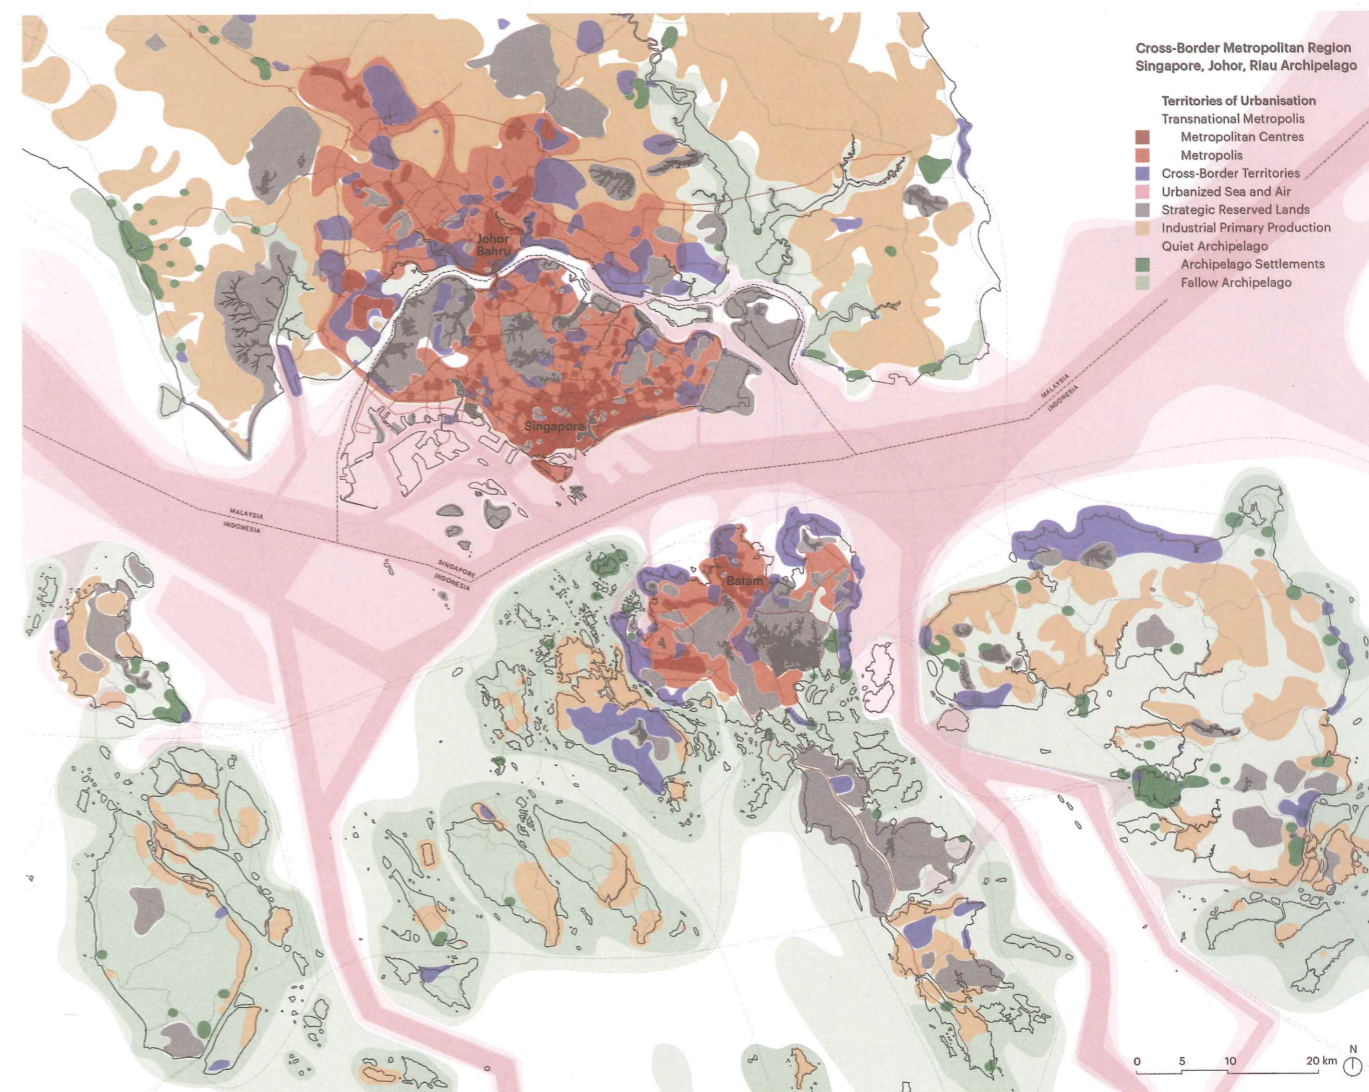 Cross-Border Metropolitan Region
Singapore, Johor, Riau Archipelago
Territories of Urbanisation
Transnational Metropolis
Metropolitan Centres
Metropolis
Cross-Border Territories
Urbanized Sea and Air
Strategic Reserved Lands
Industrial Primary Production
Quiet Archipelago
Archipelago Settlements
Fallow Archipelago
Johor
Bahru
Singapore
MALAYSIA
INDONESIA
MALAYSIA
INDONESIA
SINGAPORE
INDONESIA
Batam
0 5 10 20 km
N